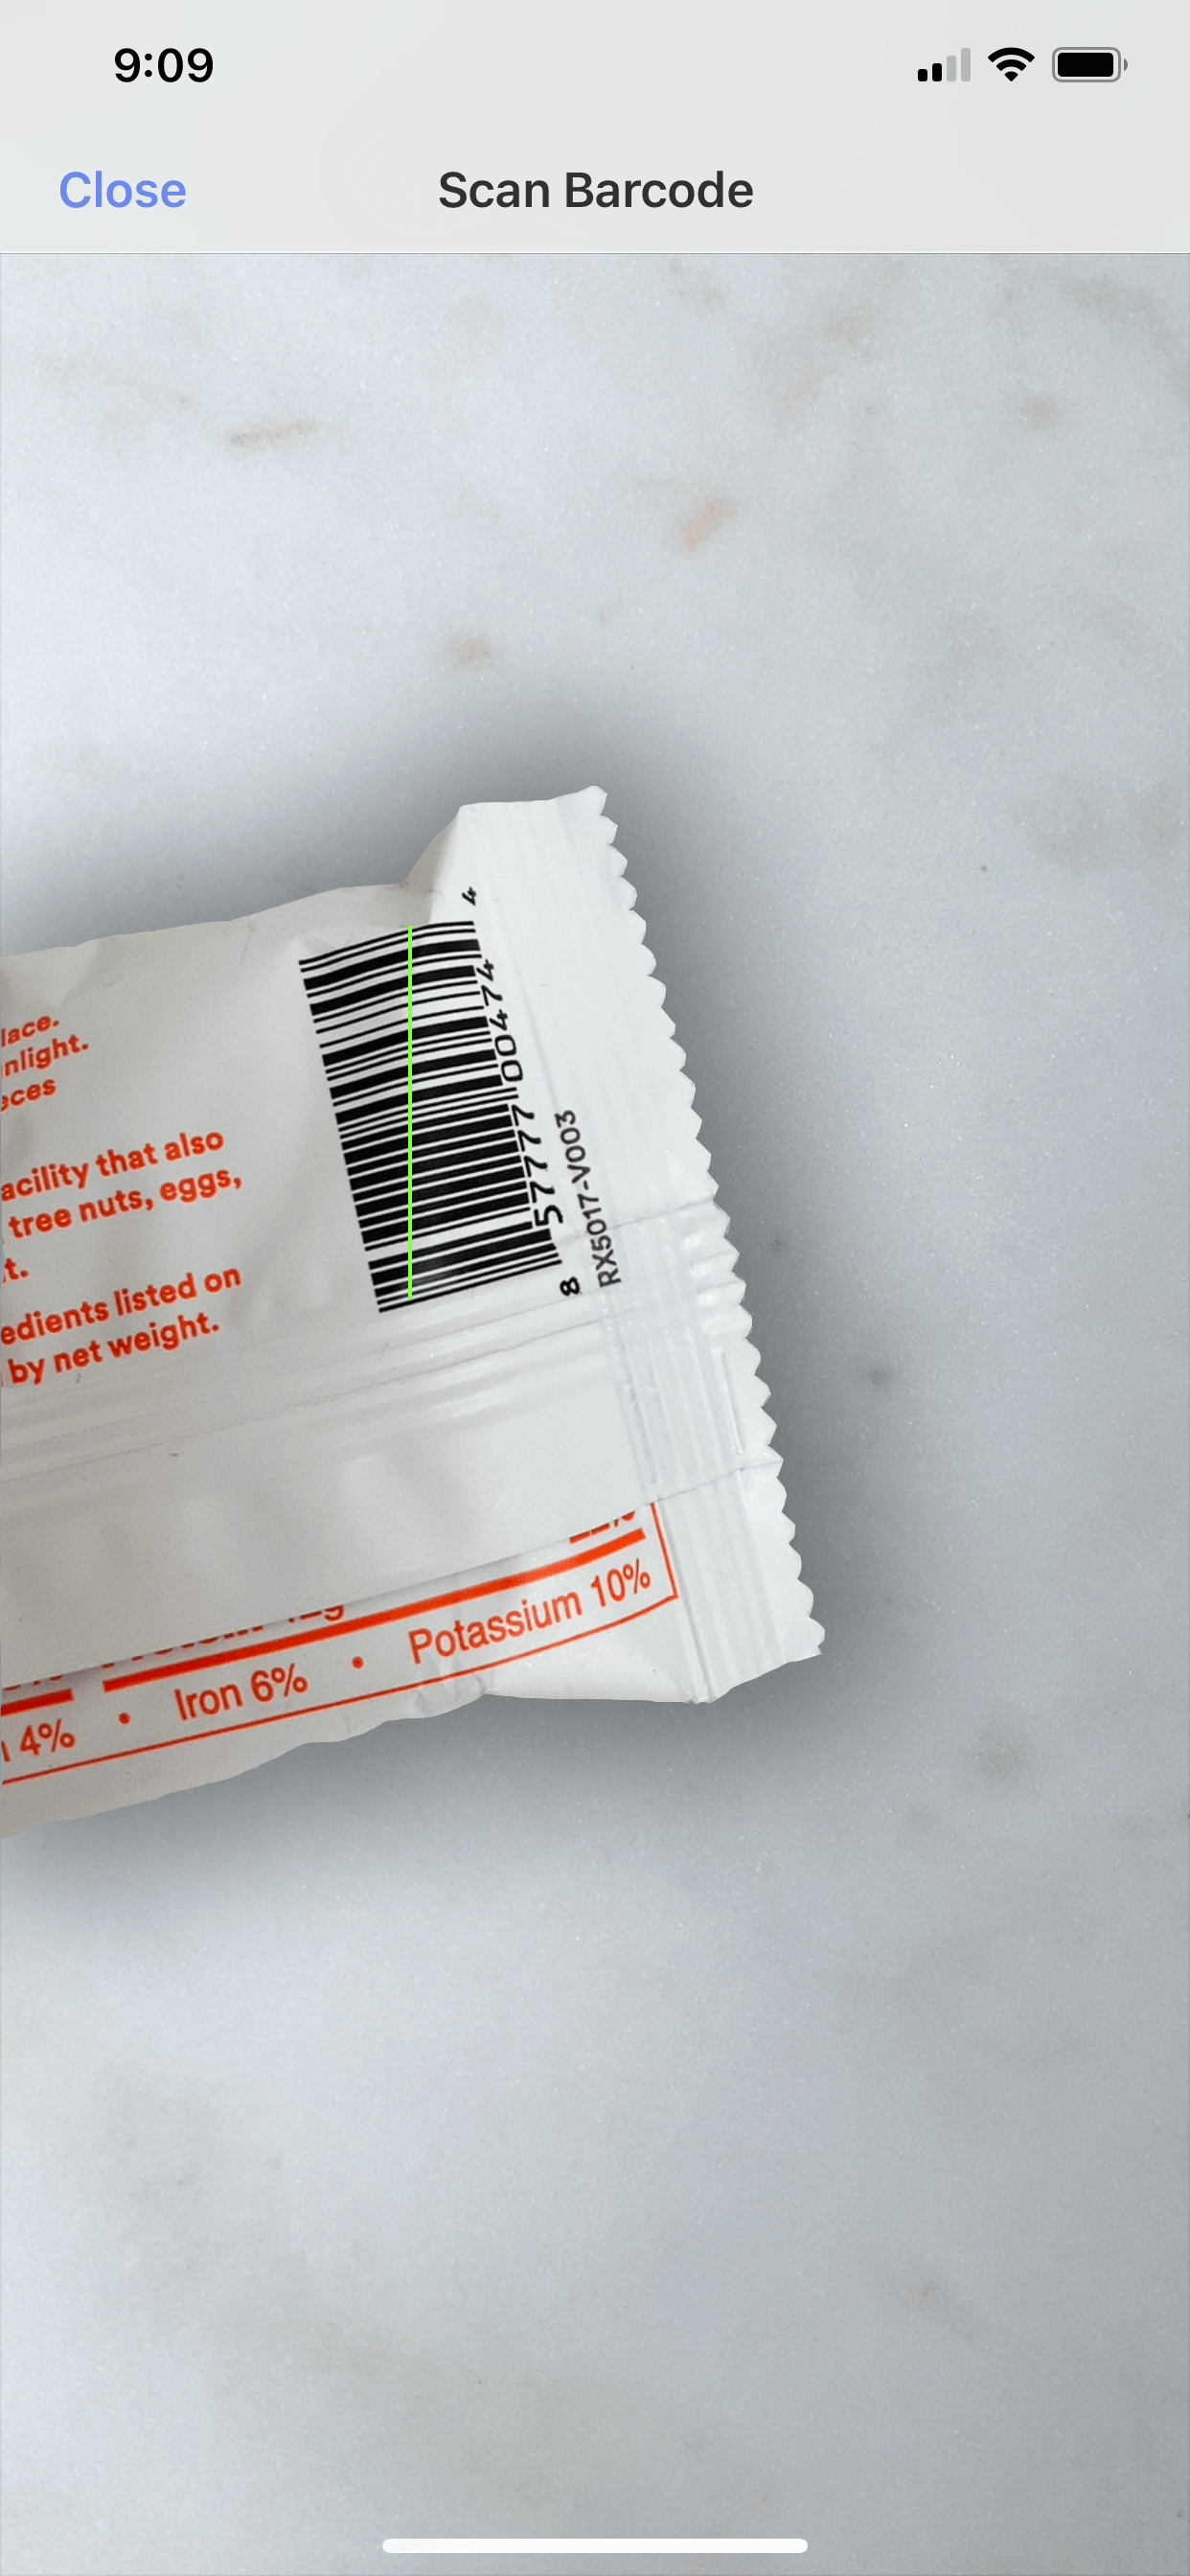 9:09
Close
Scan Barcode
lace.
nlight.
eces
acility that also
tree nuts, eggs,
t.
edients listed on
by net weight.
8 57777 00474 4
RX5017-V003
4% • Iron 6% • Potassium 10%